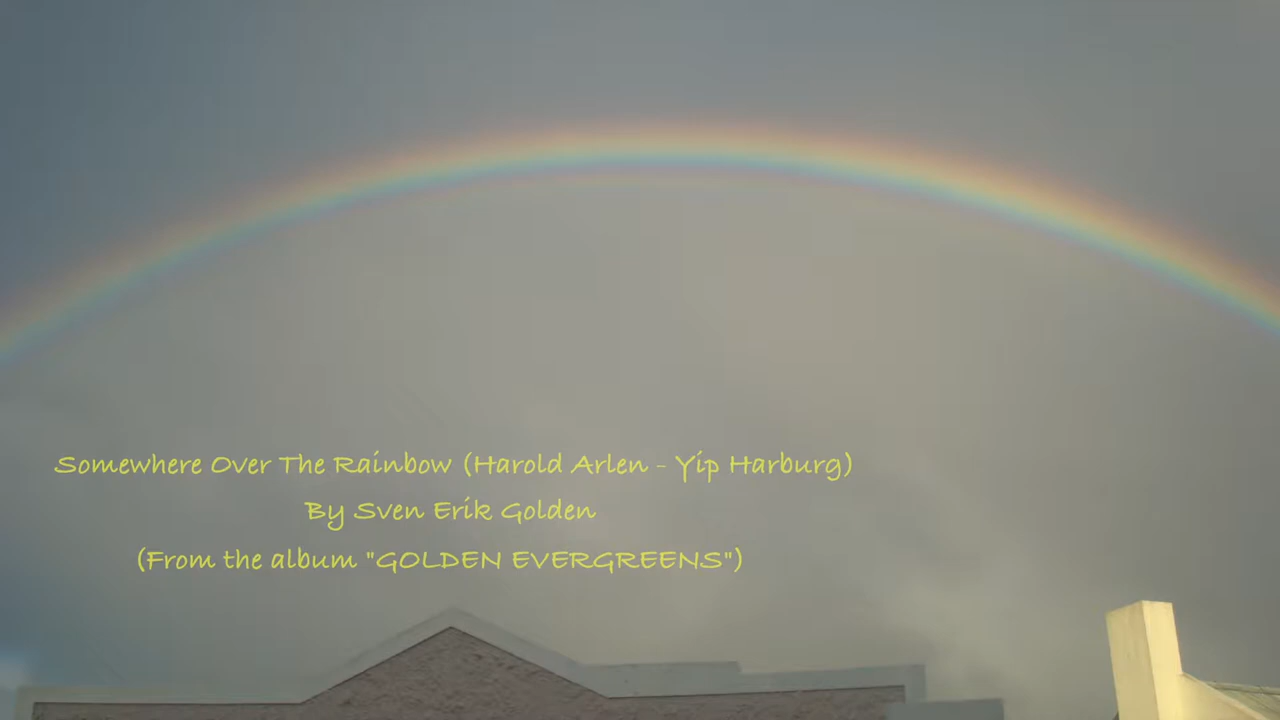 Somewhere Over The Rainbow (Harold Arlen - Yip Harburg)
By Sven Erik Golden
(From the album "GOLDEN EVERGREENS")